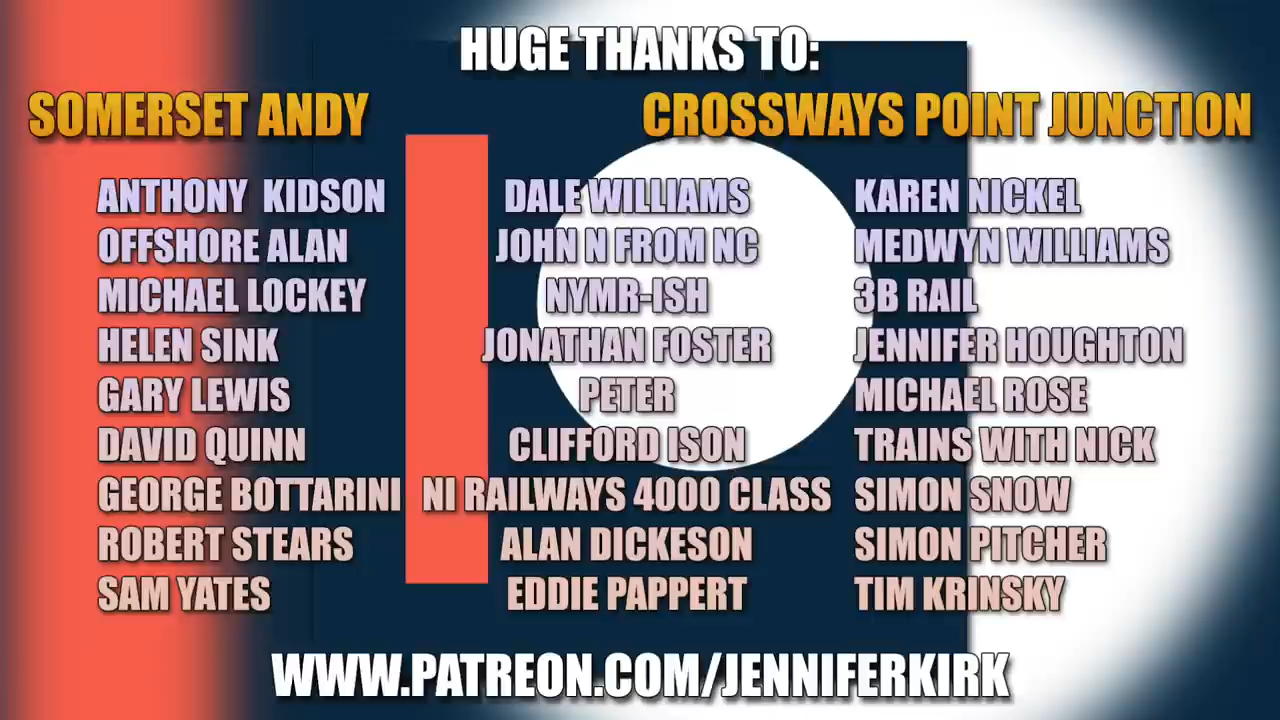 HUGE THANKS TO:
SOMERSET ANDY
CROSSWAYS POINT JUNCTION
ANTHONY KIDSON
OFFSHORE ALAN
MICHAEL LOCKEY
HELEN SINK
GARY LEWIS
DAVID QUINN
GEORGE BOTTARINI
ROBERT STEARS
SAM YATES
DALE WILLIAMS
JOHN N FROM NC
NYMR-ISH
JONATHAN FOSTER
PETER
CLIFFORD ISON
NI RAILWAYS 4000 CLASS
ALAN DICKESON
EDDIE PAPPERT
KAREN NICKEL
MEDWYN WILLIAMS
3B RAIL
JENNIFER HOUGHTON
MICHAEL ROSE
TRAINS WITH NICK
SIMON SNOW
SIMON PITCHER
TIM KRINSKY
WWW.PATREON.COM/JENNIFERKIRK